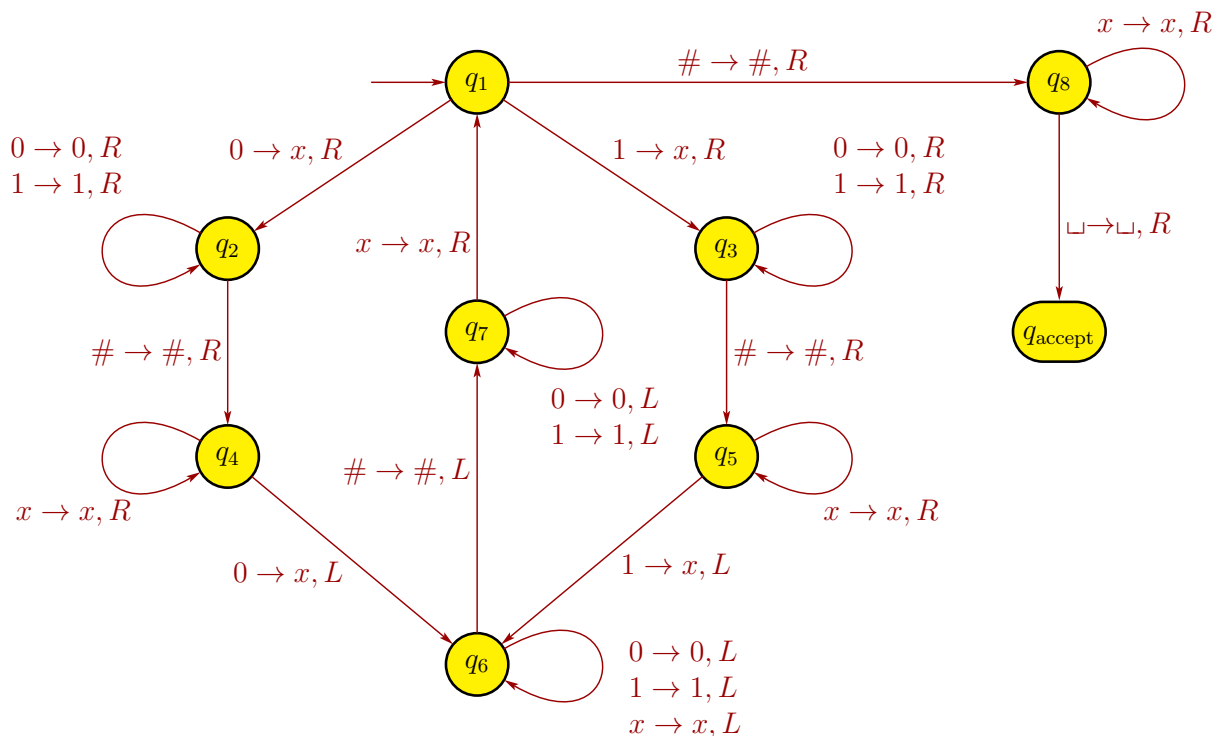 x → x, R
# → #, R
q1
q8
0 → 0, R
1 → 1, R
0 → x, R
1 → x, R
0 → 0, R
1 → 1, R
q2
x → x, R
q3
␣→␣, R
q7
qaccept
# → #, R
# → #, R
0 → 0, L
1 → 1, L
q4
# → #, L
q5
x → x, R
x → x, R
0 → x, L
1 → x, L
q6
0 → 0, L
1 → 1, L
x → x, L